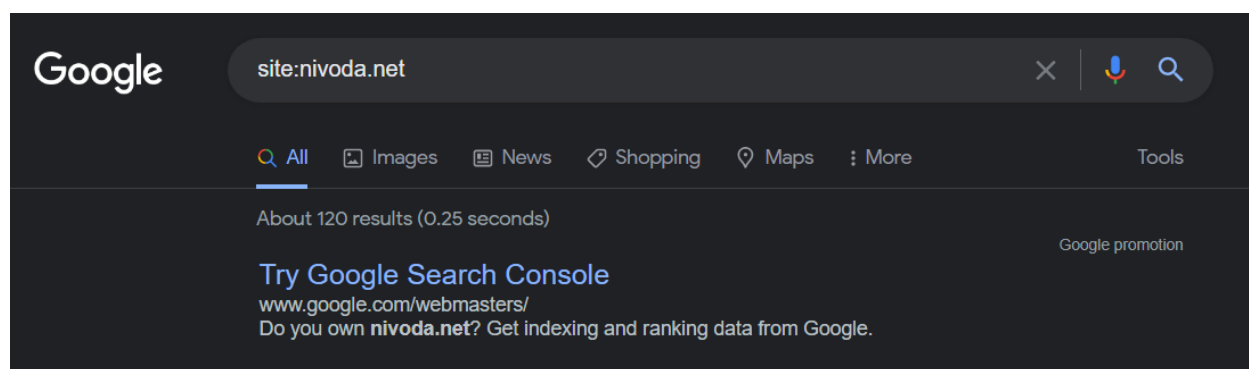 Google
site:nivoda.net
All Images News Shopping Maps More Tools
About 120 results (0.25 seconds)
Google promotion
Try Google Search Console
www.google.com/webmasters/
Do you own nivoda.net? Get indexing and ranking data from Google.